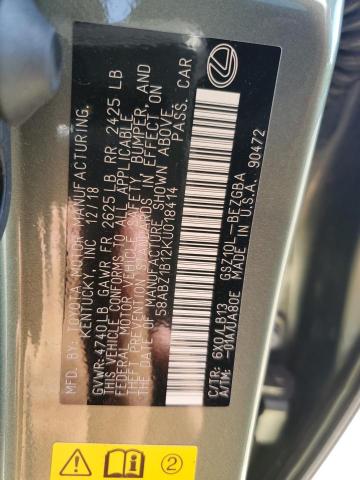 MFD. BY: TOYOTA MOTOR MANUFACTURING,
KENTUCKY, INC 12/18
GVWR:4740LB GAWR FR 2625LB RR 2425 LB
THIS VEHICLE CONFORMS TO ALL APPLICABLE
FEDERAL MOTOR VEHICLE SAFETY, BUMPER, AND
THEFT PREVENTION STANDARDS IN EFFECT ON
THE DATE OF MANUFACTURE SHOWN ABOVE.
58ABZ1B12KU018414 PASS. CAR
C/TR: 6X0/LB13 GSZ10L-BEZGBA
A/TM: -01A/UA80E MADE IN U.S.A. 90472
2